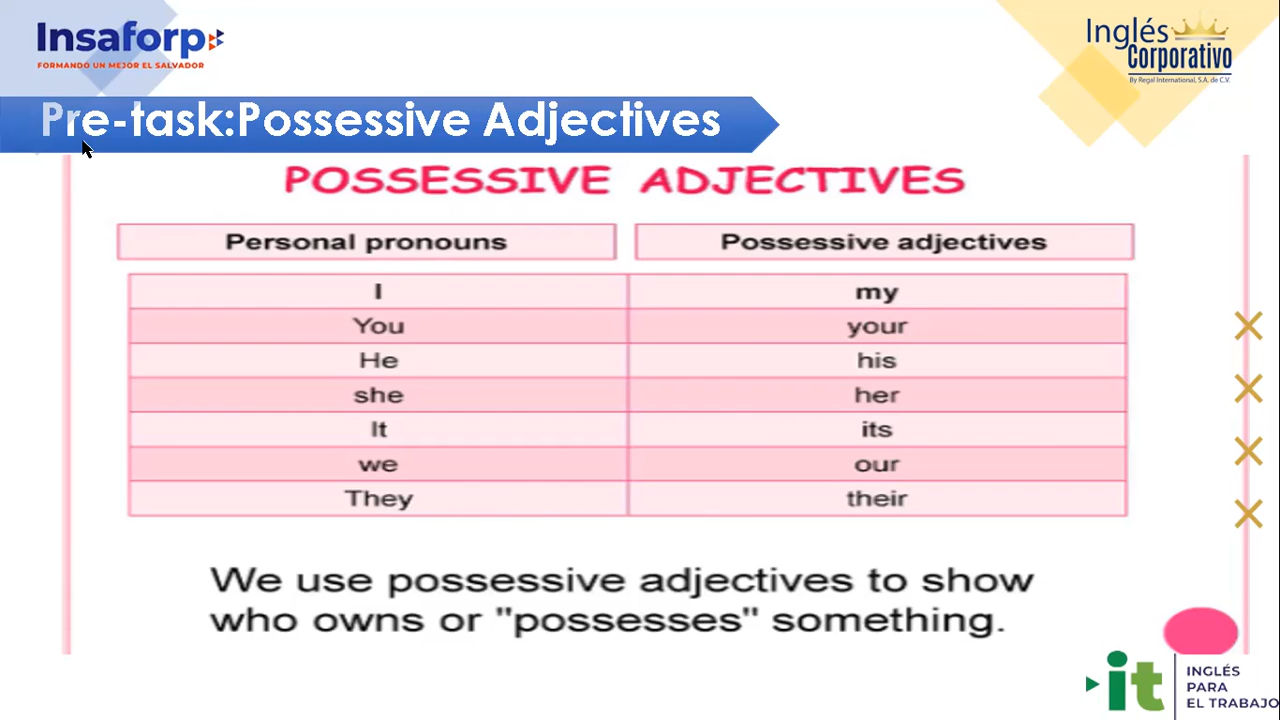 Insaforp
FORMANDO UN MEJOR EL SALVADOR
Inglés
Corporativo
By Regal International, S.A. de C.V.
Pre-task:Possessive Adjectives
POSSESSIVE ADJECTIVES
Personal pronouns Possessive adjectives
I my
You your
He his
she her
It its
we our
They their
We use possessive adjectives to show
who owns or "possesses" something.
it
INGLÉS
PARA
EL TRABAJO